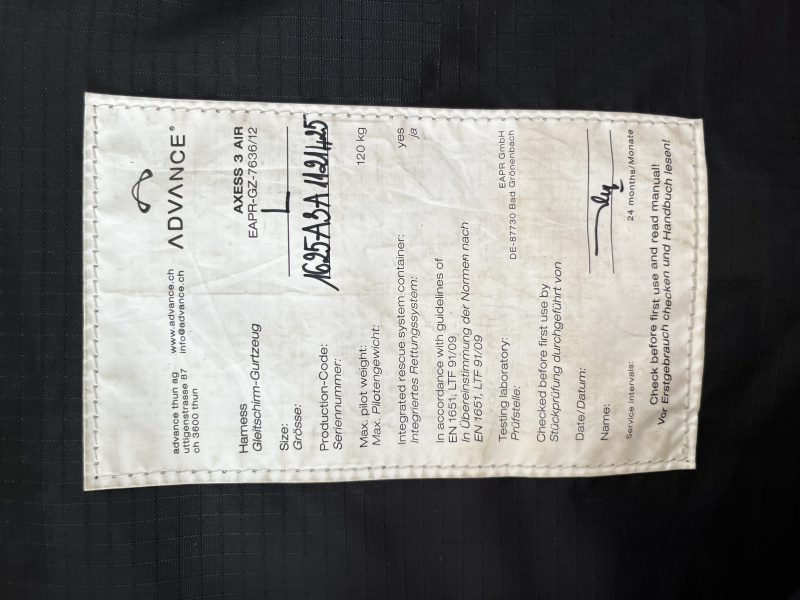 ADVANCE®
advance thun ag www.advance.ch
uttigenstrasse 87 info@advance.ch
ch 3600 thun
Harness AXESS 3 AIR
Gleitschirm-Gurtzeug EAPR-GZ-7636/12
Size: L
Grösse:
Production-Code:
Seriennummer:
Max. pilot weight: 120 kg
Max. Pilotengewicht:
Integrated rescue system container: yes
Integriertes Rettungssystem: ja
In accordance with guidelines of
EN 1651, LTF 91/09
In Übereinstimmung der Normen nach
EN 1651, LTF 91/09
Testing laboratory: EAPR GmbH
Prüfstelle: DE-87730 Bad Grönenbach
Checked before first use by
Stückprüfung durchgeführt von
Date/Datum:
Name:
Service intervals: 24 months/Monate
Check before first use and read manual!
Vor Erstgebrauch checken und Handbuch lesen!